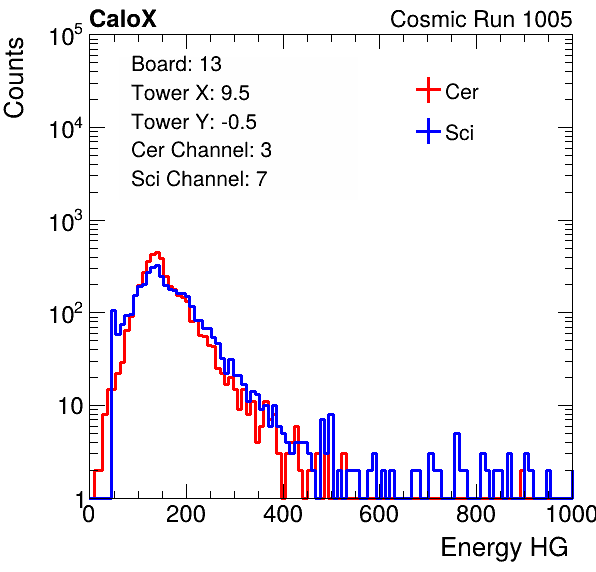 CaloX Cosmic Run 1005
Counts
10^5
10^4
10^3
10^2
10
1
Board: 13
Tower X: 9.5
Tower Y: -0.5
Cer Channel: 3
Sci Channel: 7
Cer
Sci
0 200 400 600 800 1000
Energy HG